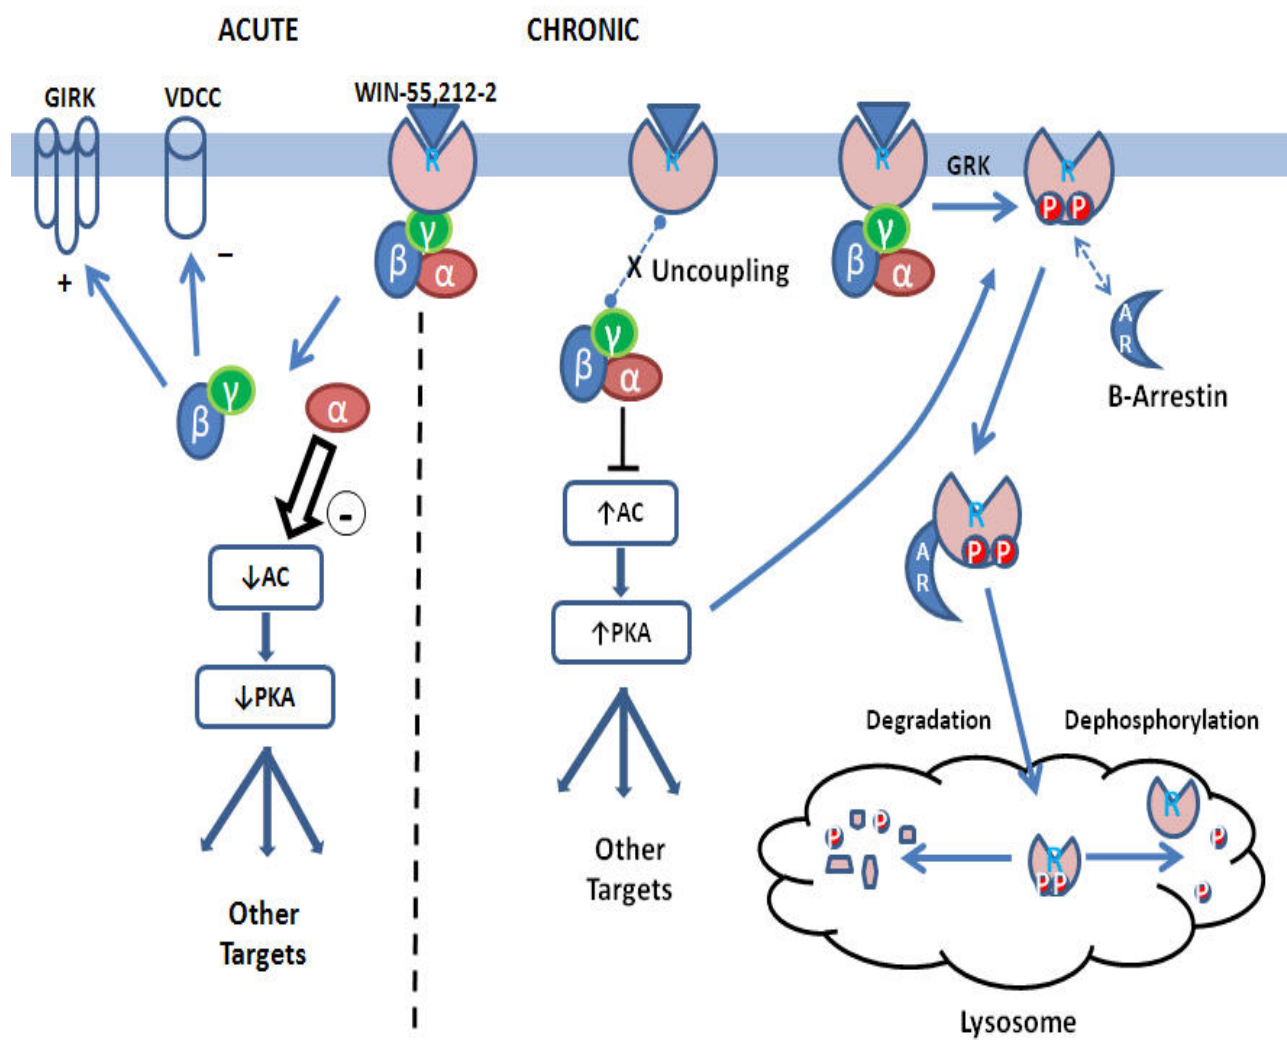 ACUTE
CHRONIC
GIRK
VDCC
WIN-55,212-2
R
R
R
GRK
R
P P
+
–
γ
β
α
X Uncoupling
γ
β
α
γ
β
α
A
R
B-Arrestin
γ
β
α
-
↓AC
↓PKA
Other
Targets
↑AC
↑PKA
Other
Targets
R
P P
A
R
Degradation
Dephosphorylation
P
P
R
PP
R
P
P
Lysosome